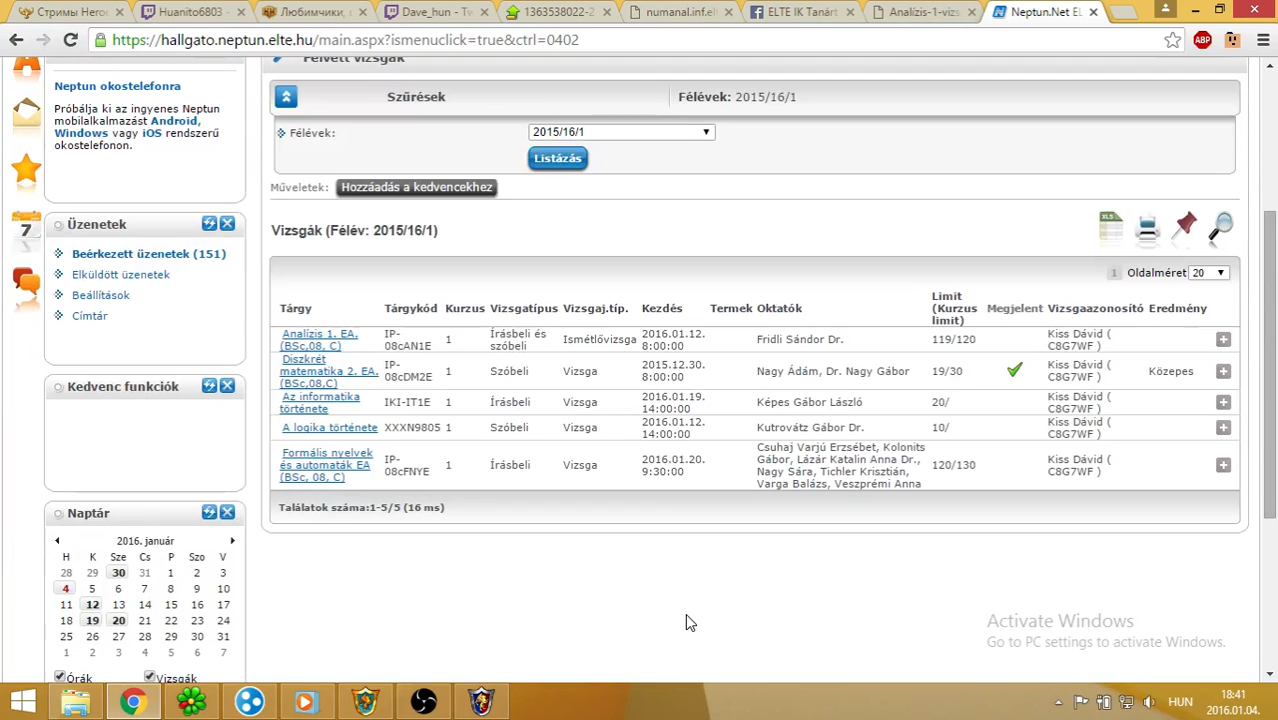 Стримы Hero
Huanito6803 -
Любимчики,
Dave_hun - Tw
1363538022-2
numanal.inf.el
ELTE IK Tanárt
Analízis-1-vizs
Neptun.Net EL
https://hallgato.neptun.elte.hu/main.aspx?ismenuclick=true&ctrl=0402
ABP
Neptun okostelefonra
Próbálja ki az ingyenes Neptun
mobilalkalmazást Android,
Windows vagy iOS rendszerű
okostelefonon.
Üzenetek
Beérkezett üzenetek (151)
Elküldött üzenetek
Beállítások
Címtár
Kedvenc funkciók
Naptár
2016. január
H K Sze Cs P Szo V
28 29 30 31 1 2 3
4 5 6 7 8 9 10
11 12 13 14 15 16 17
18 19 20 21 22 23 24
25 26 27 28 29 30 31
1 2 3 4 5 6 7
Órák Vizsgák
7
Felvett vizsgák
Szűrések
Félévek: 2015/16/1
Félévek:
2015/16/1
Listázás
Műveletek: Hozzáadás a kedvencekhez
Vizsgák (Félév: 2015/16/1)
XLS
1 Oldalméret 20
Tárgy Tárgykód Kurzus Vizsgatípus Vizsgaj.típ. Kezdés Termek Oktatók Limit (Kurzus limit) Megjelent Vizsgaazonosító Eredmény
Analízis 1. EA. (BSc,08, C) IP-08cAN1E 1 Írásbeli és szóbeli Ismétlővizsga 2016.01.12. 8:00:00 Fridli Sándor Dr. 119/120 Kiss Dávid ( C8G7WF )
Diszkrét matematika 2. EA. (BSc,08,C) IP-08cDM2E 1 Szóbeli Vizsga 2015.12.30. 8:00:00 Nagy Ádám, Dr. Nagy Gábor 19/30 Kiss Dávid ( C8G7WF ) Közepes
Az informatika története IKI-IT1E 1 Írásbeli Vizsga 2016.01.19. 14:00:00 Képes Gábor László 20/ Kiss Dávid ( C8G7WF )
A logika története XXXN9805 1 Szóbeli Vizsga 2016.01.12. 14:00:00 Kutrovátz Gábor Dr. 10/ Kiss Dávid ( C8G7WF )
Formális nyelvek és automaták EA (BSc, 08, C) IP-08cFNYE 1 Írásbeli Vizsga 2016.01.20. 9:30:00 Csuhaj Varjú Erzsébet, Kolonits Gábor, Lázár Katalin Anna Dr., Nagy Sára, Tichler Krisztián, Varga Balázs, Veszprémi Anna 120/130 Kiss Dávid ( C8G7WF )
Találatok száma:1-5/5 (16 ms)
Activate Windows
Go to PC settings to activate Windows.
HUN
18:41
2016.01.04.